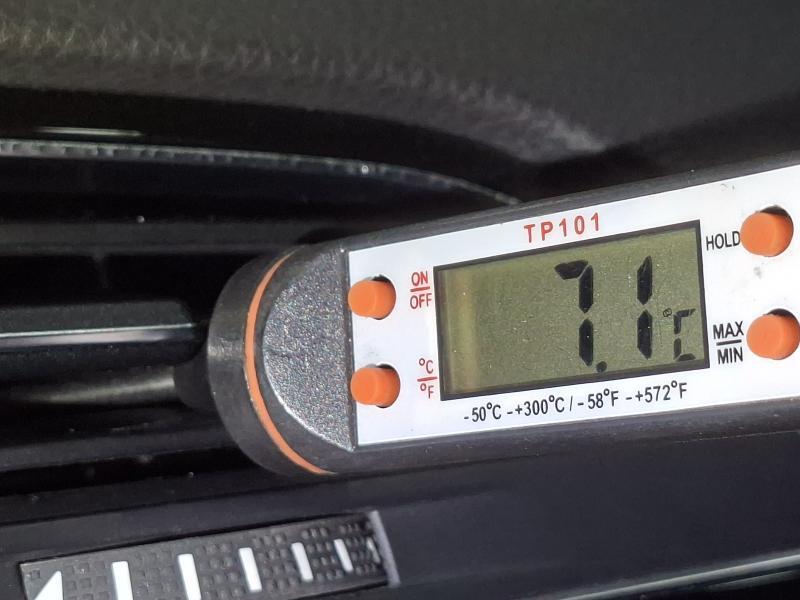 TP101
HOLD
ON
OFF
7.1°C
MAX
MIN
°C
°F
-50°C -+300°C / -58°F -+572°F